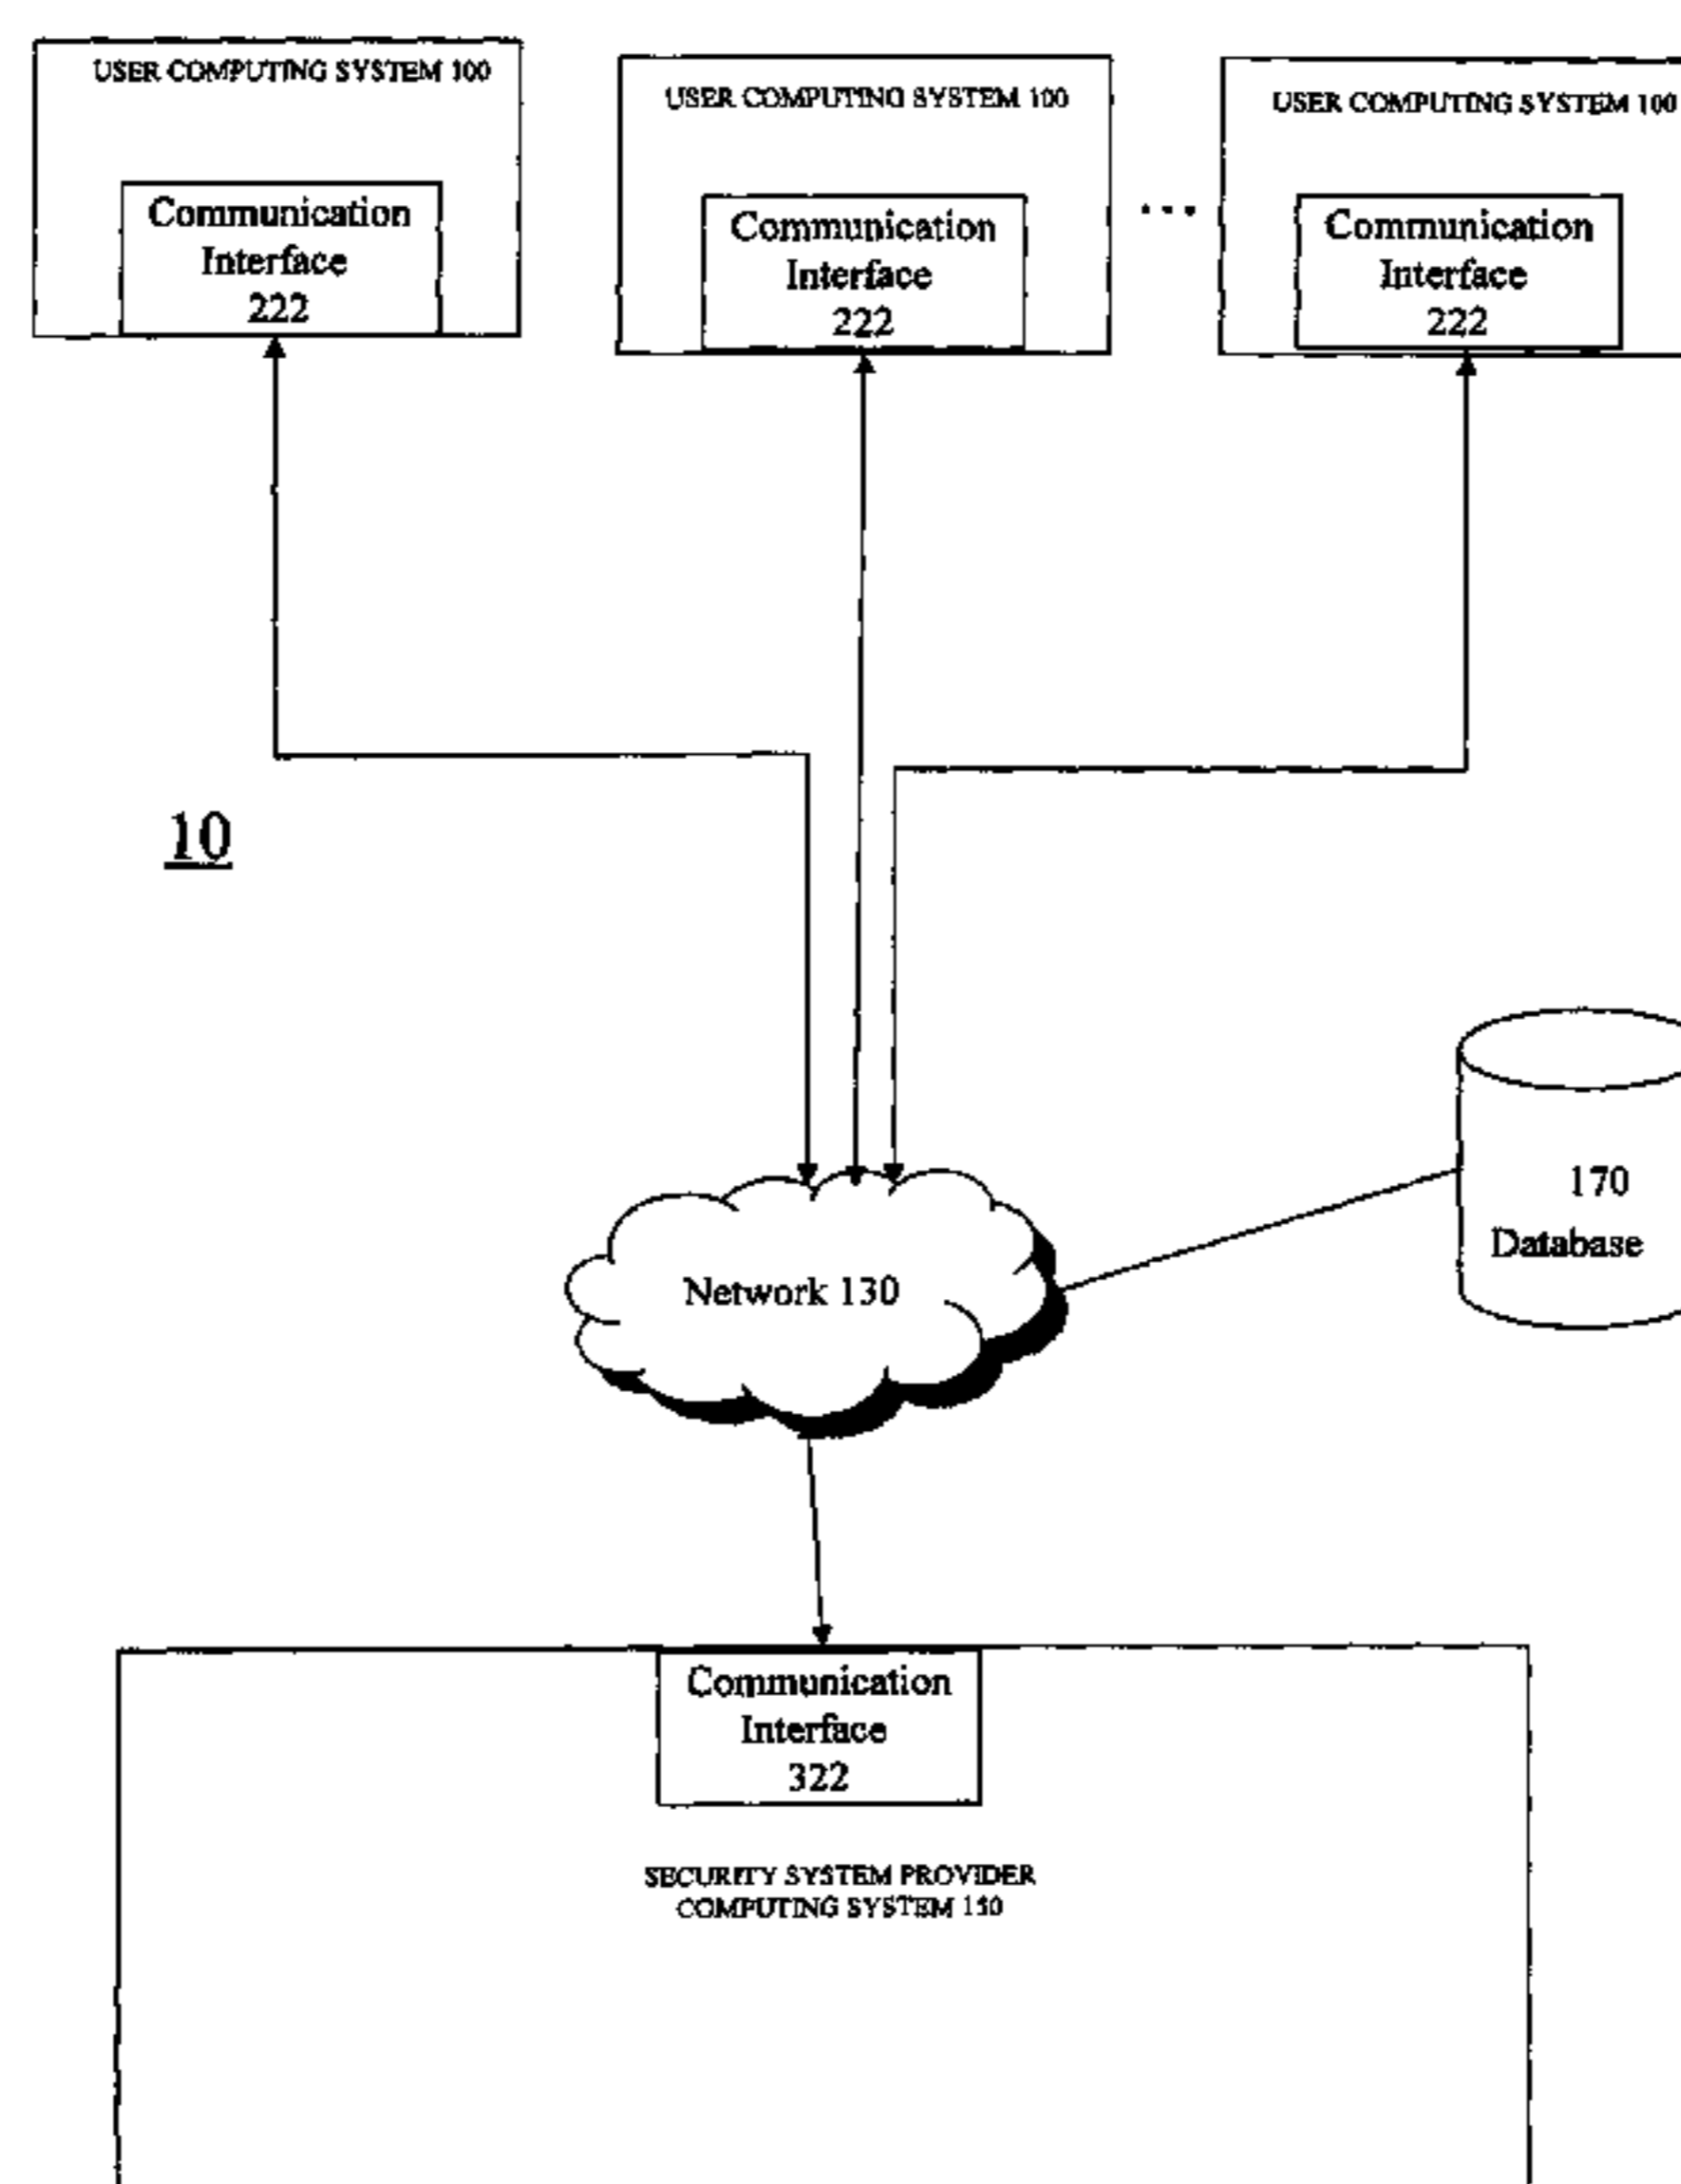 USER COMPUTING SYSTEM 100
Communication
Interface
222
USER COMPUTING SYSTEM 100
Communication
Interface
222
...
USER COMPUTING SYSTEM 100
Communication
Interface
222
10
170
Database
Network 130
Communication
Interface
322
SECURITY SYSTEM PROVIDER
COMPUTING SYSTEM 150